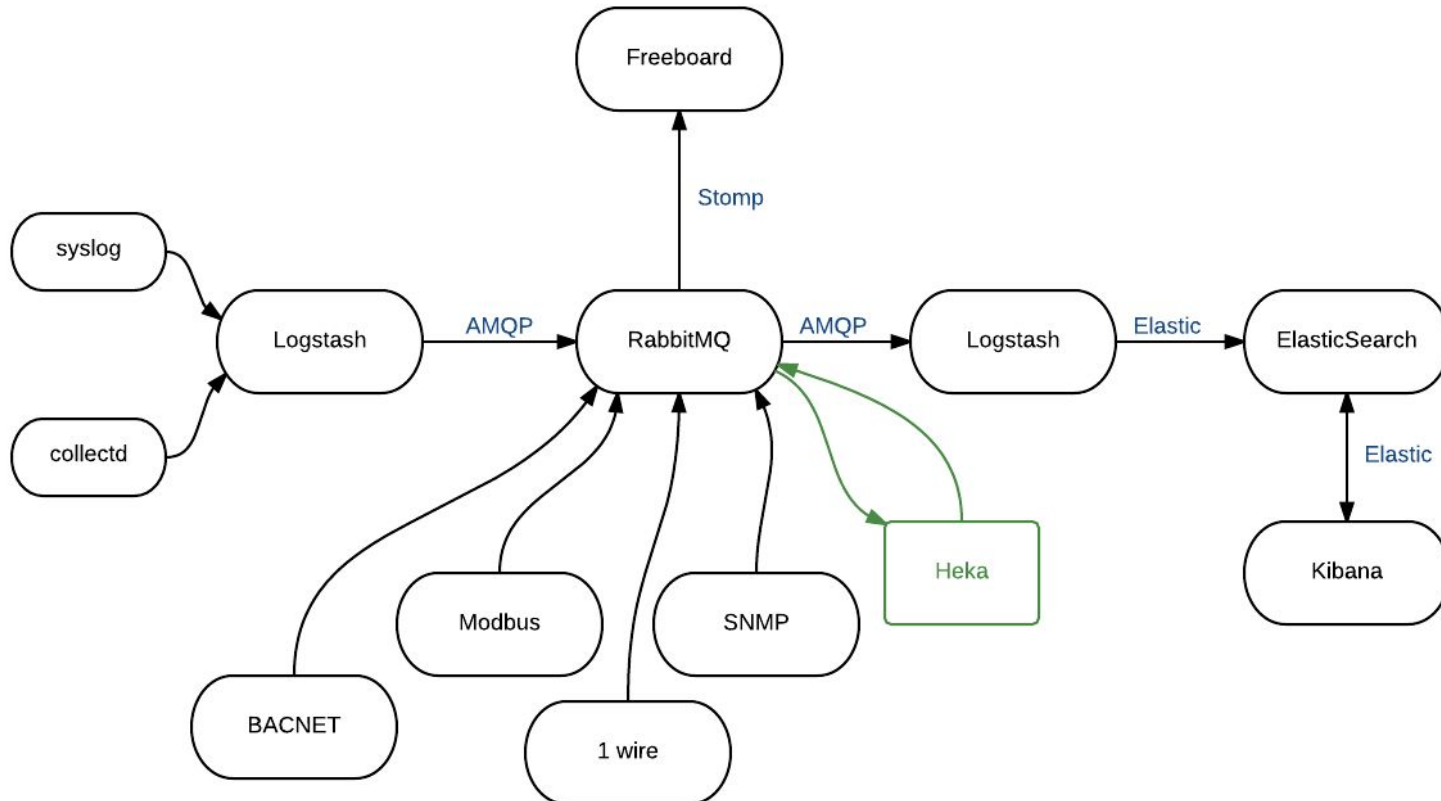 Freeboard
Stomp
syslog
Logstash
AMQP
RabbitMQ
AMQP
Logstash
Elastic
ElasticSearch
collectd
Elastic
Heka
Kibana
Modbus
SNMP
BACNET
1 wire